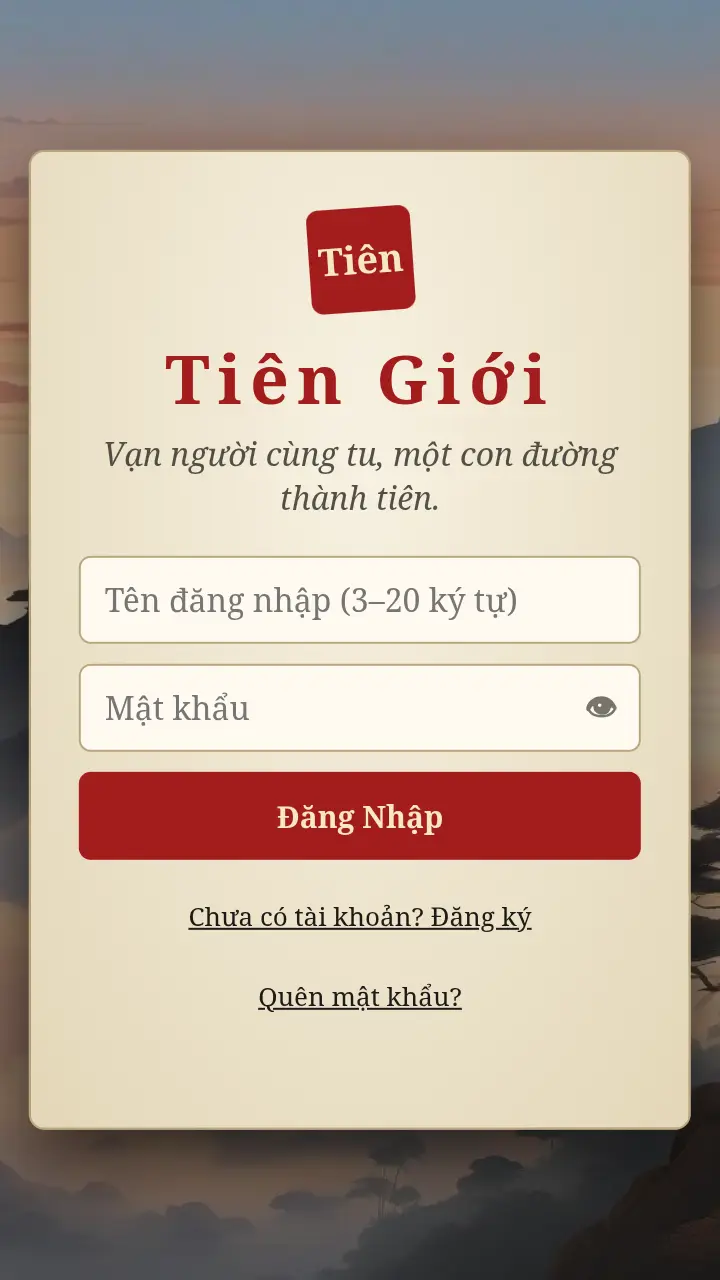 Tiên
Tiên Giới
Vạn người cùng tu, một con đường
thành tiên.
Tên đăng nhập (3–20 ký tự)
Mật khẩu
Đăng Nhập
Chưa có tài khoản? Đăng ký
Quên mật khẩu?